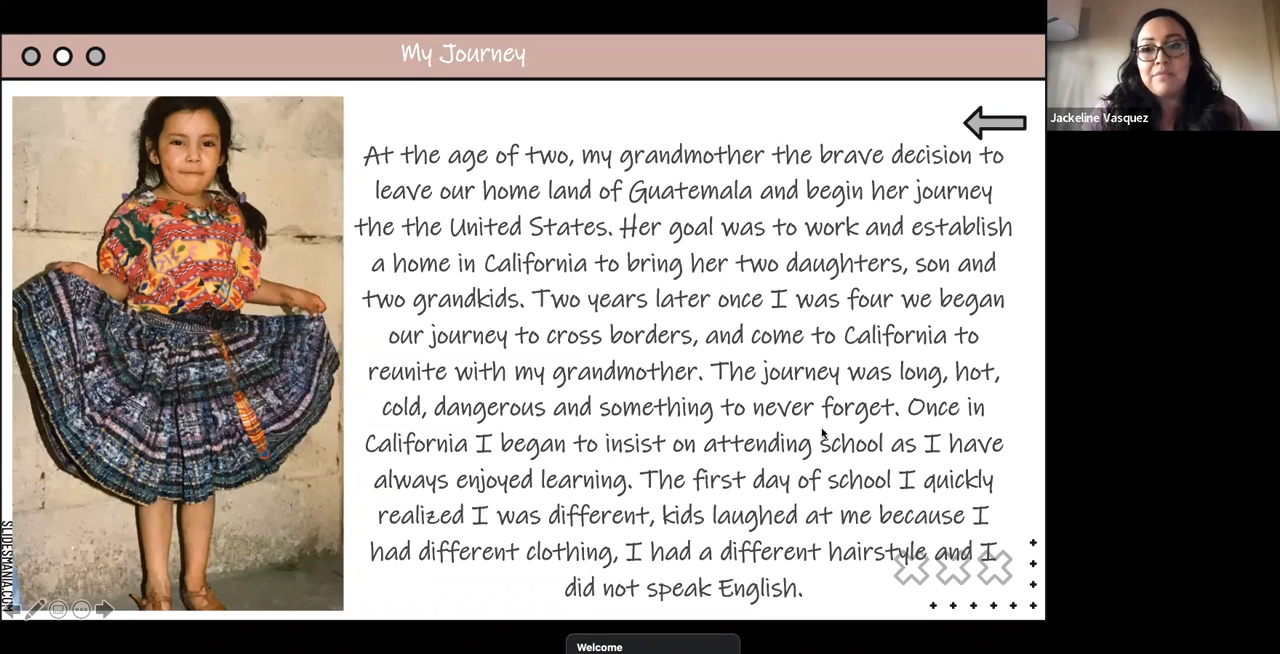 My Journey
Jackeline Vasquez
At the age of two, my grandmother the brave decision to
leave our home land of Guatemala and begin her journey
the the United States. Her goal was to work and establish
a home in California to bring her two daughters, son and
two grandkids. Two years later once I was four we began
our journey to cross borders, and come to California to
reunite with my grandmother. The journey was long, hot,
cold, dangerous and something to never forget. Once in
California I began to insist on attending school as I have
always enjoyed learning. The first day of school I quickly
realized I was different, kids laughed at me because I
had different clothing, I had a different hairstyle and I
did not speak English.
SLIDESMANIA.COM
Welcome